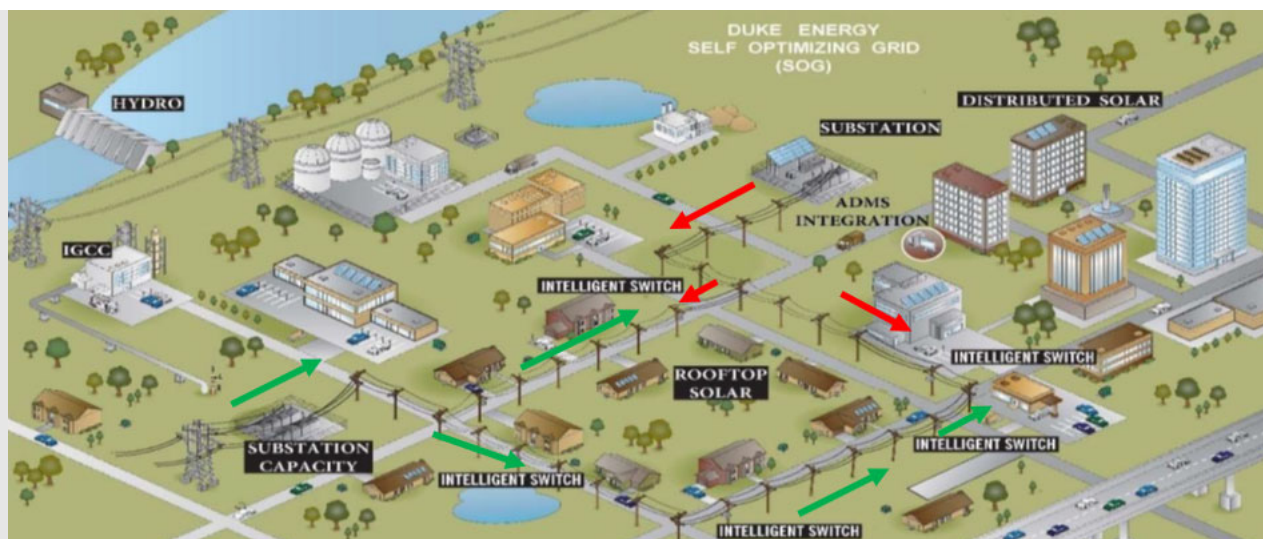 DUKE ENERGY
SELF OPTIMIZING GRID
(SOG)
HYDRO
DISTRIBUTED SOLAR
SUBSTATION
ADMS
INTEGRATION
IGCC
INTELLIGENT SWITCH
INTELLIGENT SWITCH
ROOFTOP
SOLAR
SUBSTATION
CAPACITY
INTELLIGENT SWITCH
INTELLIGENT SWITCH
INTELLIGENT SWITCH